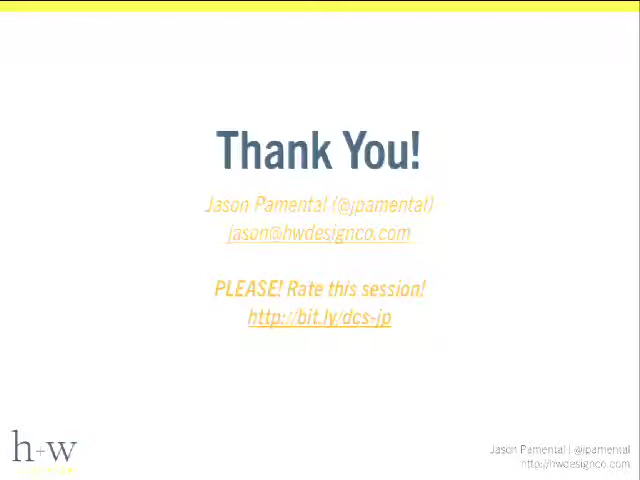 Thank You!
Jason Pamental (@jpamental)
jason@hwdesignco.com
PLEASE! Rate this session!
http://bit.ly/dcs-jp
h+w
Jason Pamental | @jpamental
http://hwdesignco.com